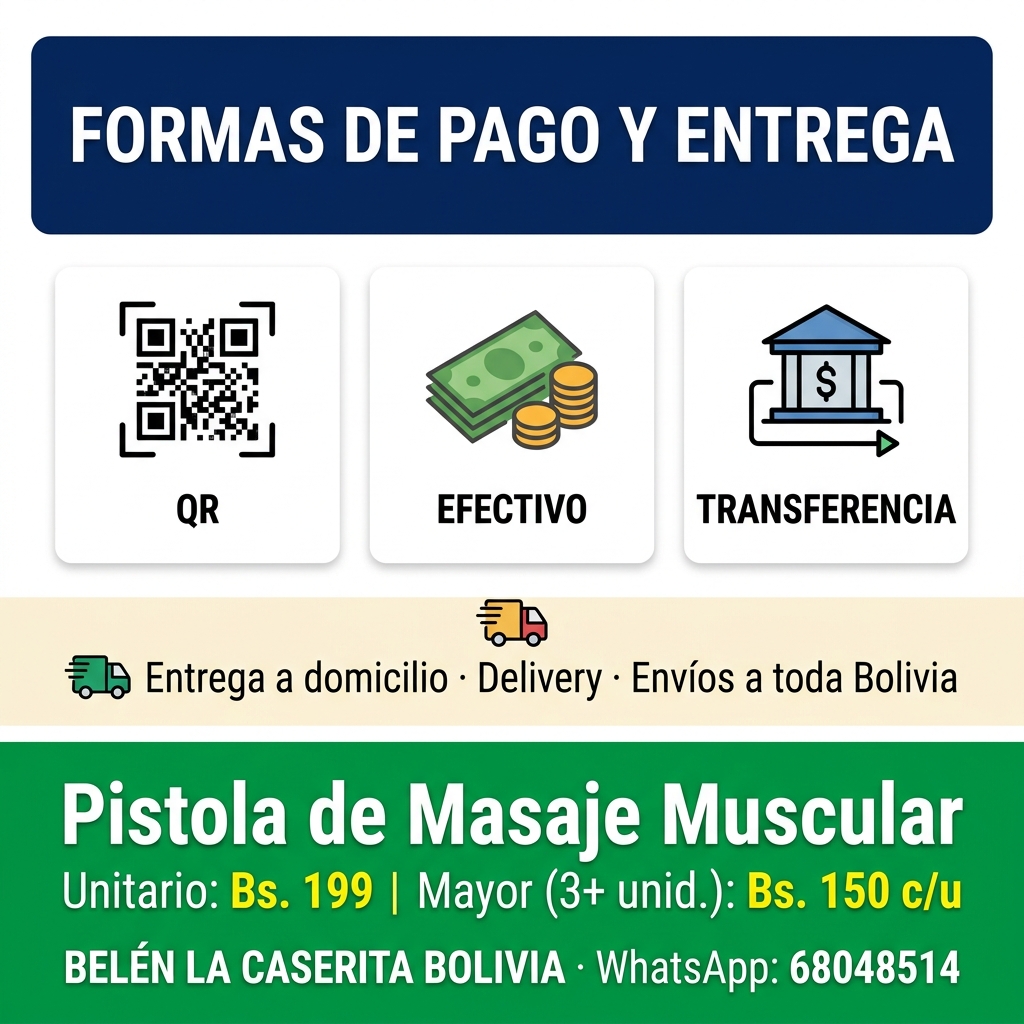 FORMAS DE PAGO Y ENTREGA
QR
EFECTIVO
TRANSFERENCIA
Entrega a domicilio · Delivery · Envíos a toda Bolivia
Pistola de Masaje Muscular
Unitario: Bs. 199 | Mayor (3+ unid.): Bs. 150 c/u
BELÉN LA CASERITA BOLIVIA · WhatsApp: 68048514